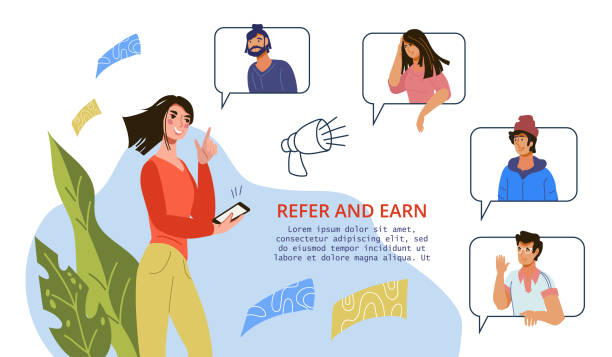 REFER AND EARN
Lorem ipsum dolor sit amet,
consectetur adipiscing elit, sed
do eiusmod tempor incididunt ut
labore et dolore magna aliqua. Ut